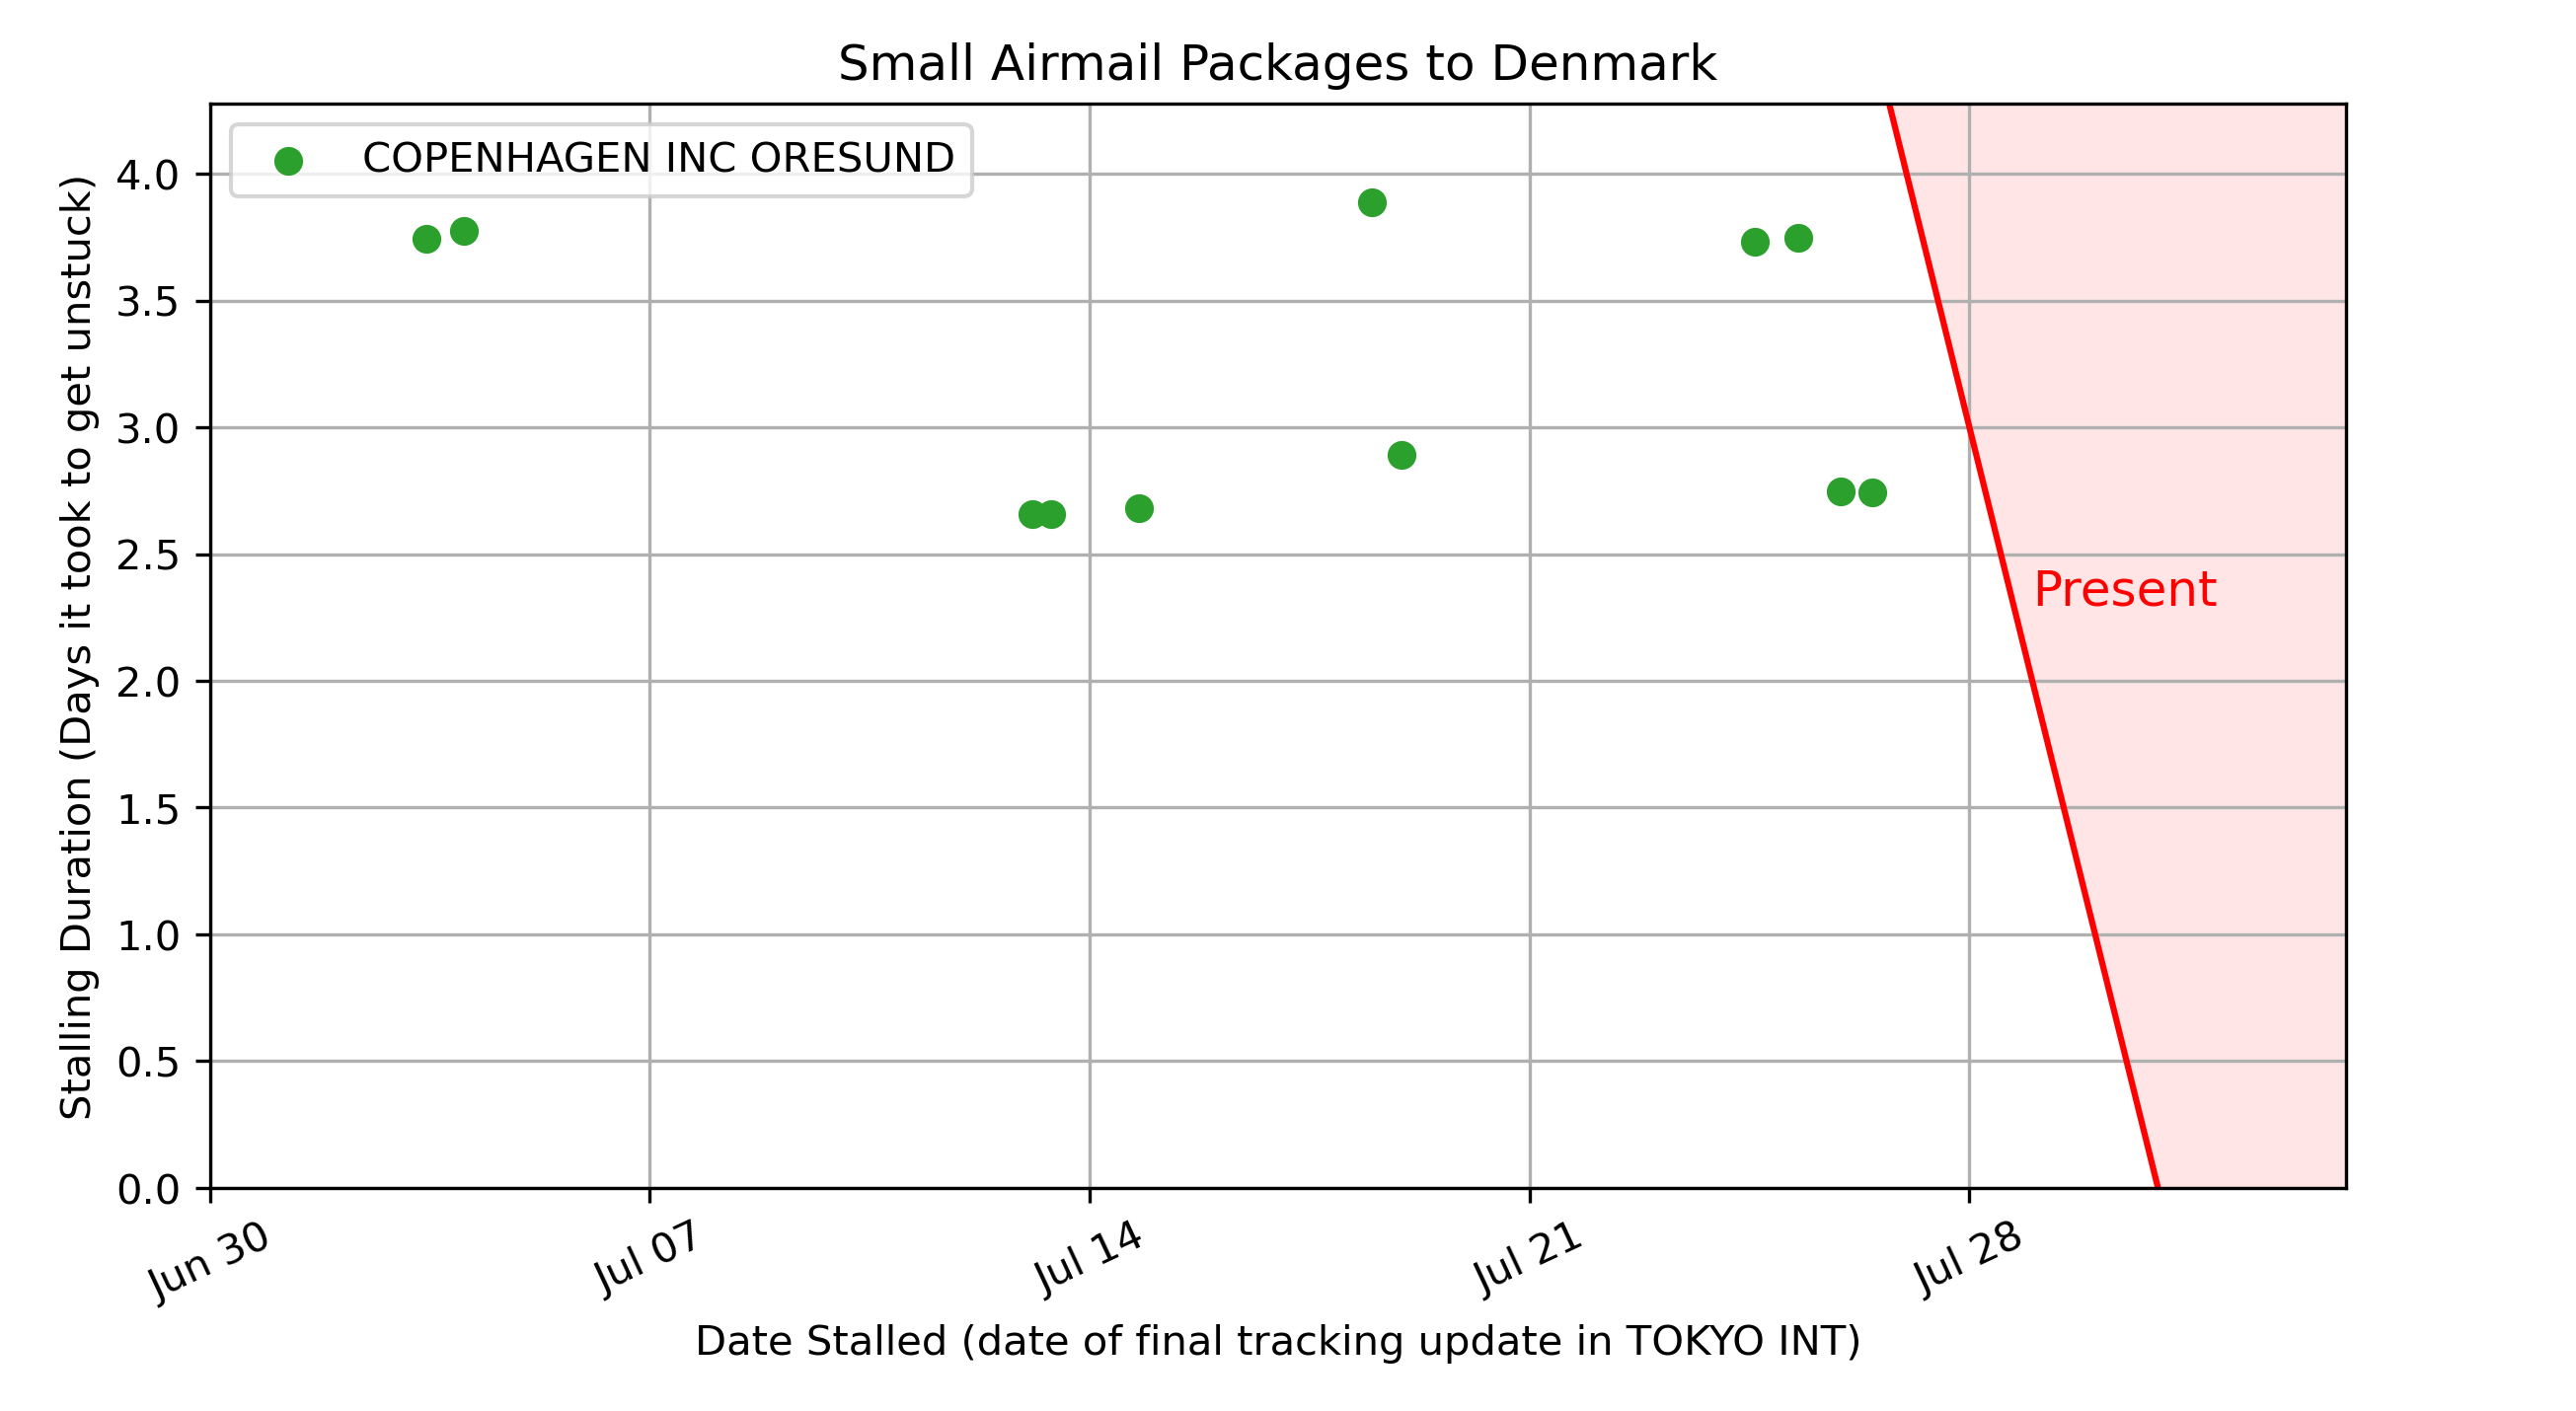 Small Airmail Packages to Denmark
COPENHAGEN INC ORESUND
Stalling Duration (Days it took to get unstuck)
4.0
3.5
3.0
2.5
2.0
1.5
1.0
0.5
0.0
Present
Jun 30
Jul 07
Jul 14
Jul 21
Jul 28
Date Stalled (date of final tracking update in TOKYO INT)